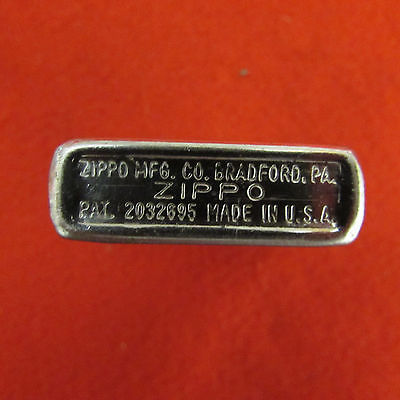 ZIPPO MFG. CO. BRADFORD, PA.
ZIPPO
PAT. 2032695 MADE IN U.S.A.